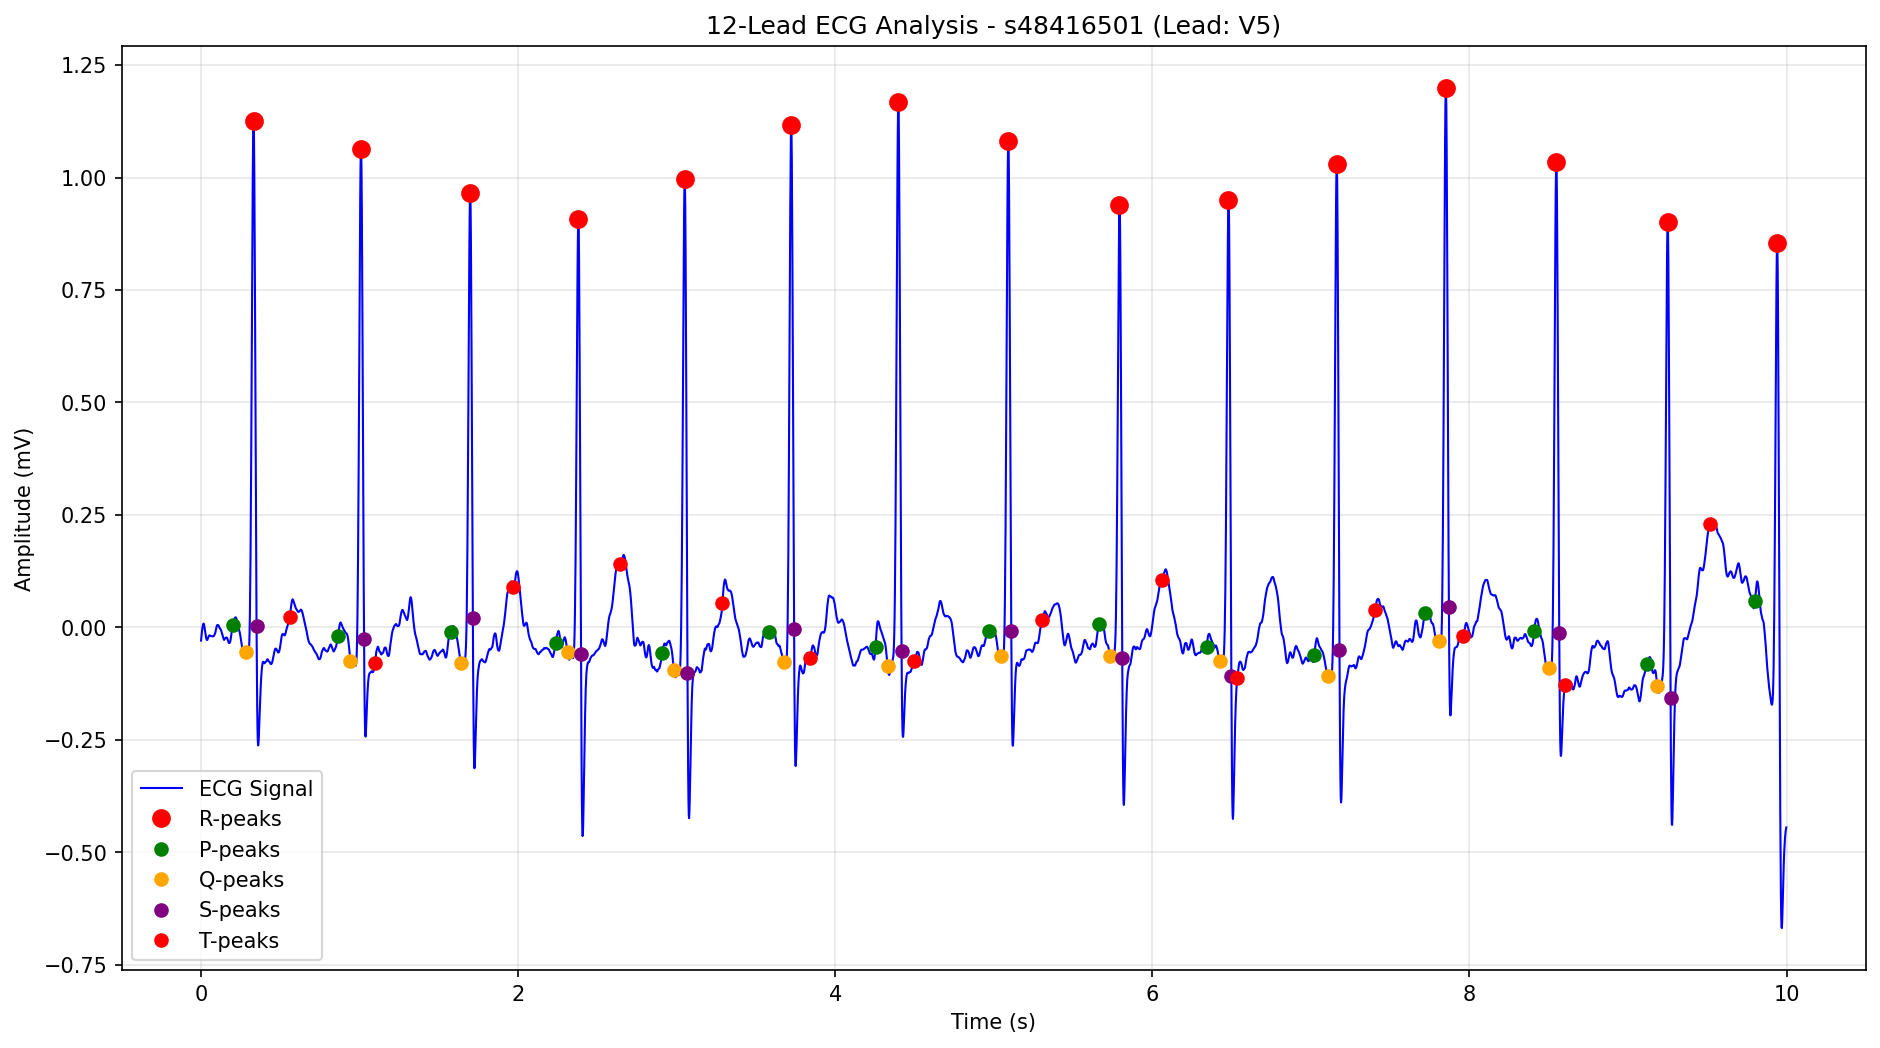 12-Lead ECG Analysis - s48416501 (Lead: V5)
1.25
1.00
0.75
0.50
0.25
0.00
−0.25
−0.50
−0.75
Amplitude (mV)
ECG Signal
R-peaks
P-peaks
Q-peaks
S-peaks
T-peaks
0 2 4 6 8 10
Time (s)